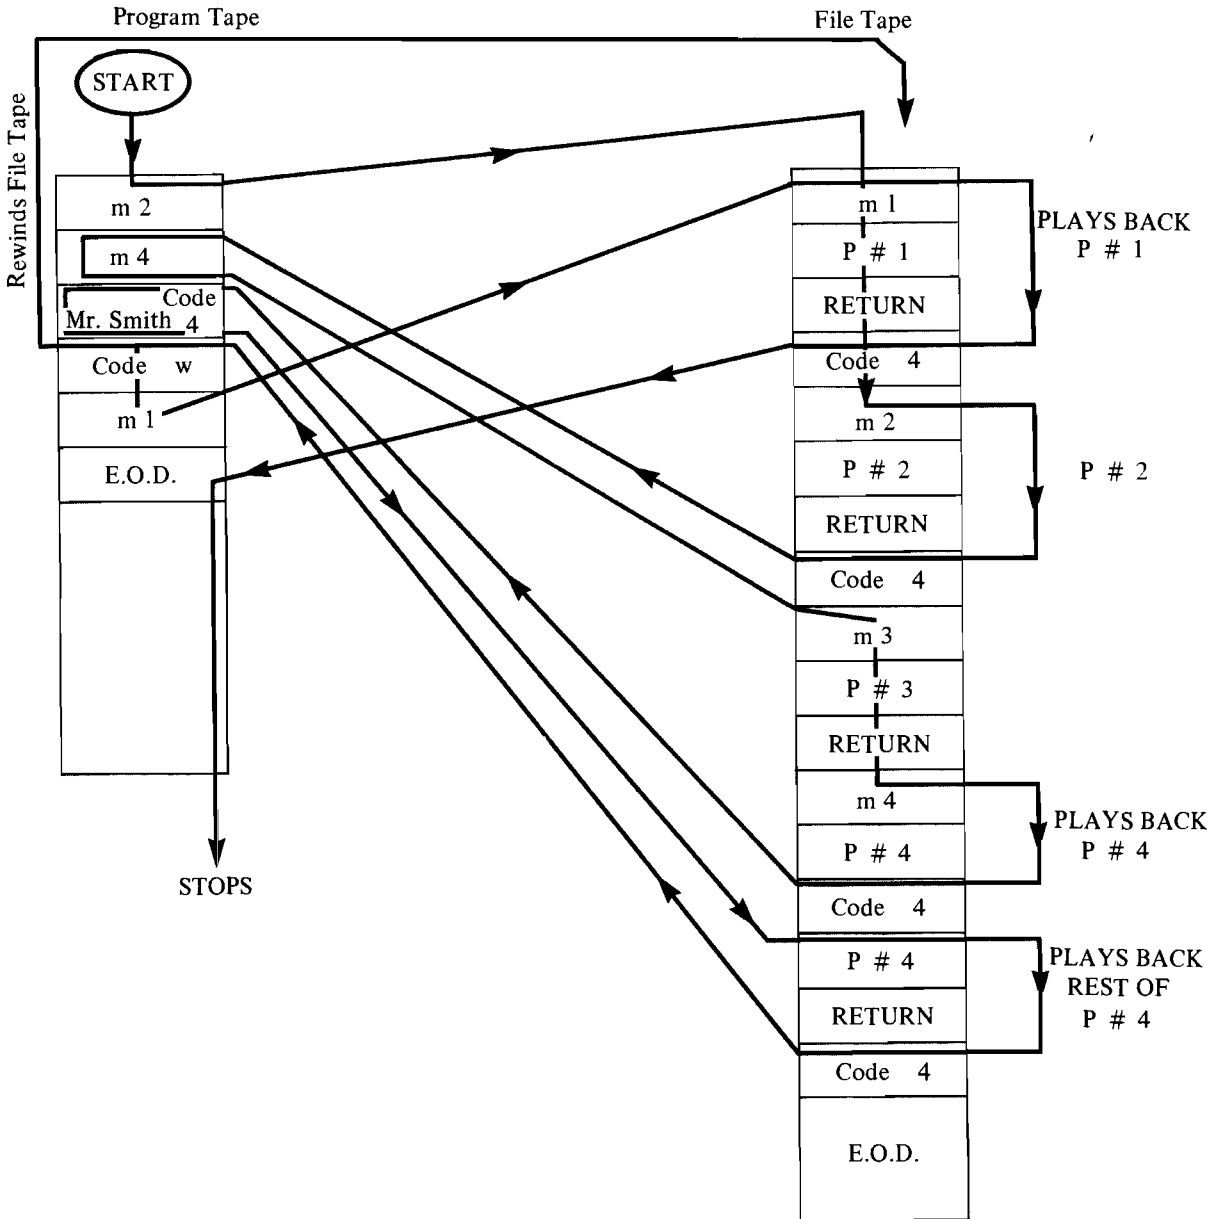 Program Tape
File Tape
START
Rewinds File Tape
m 2
m 4
Code
Mr. Smith 4
Code w
m 1
E.O.D.
STOPS
m 1
P # 1
RETURN
Code 4
m 2
P # 2
RETURN
Code 4
m 3
P # 3
RETURN
m 4
P # 4
Code 4
P # 4
RETURN
Code 4
E.O.D.
PLAYS BACK
P # 1
P # 2
PLAYS BACK
P # 4
PLAYS BACK
REST OF
P # 4